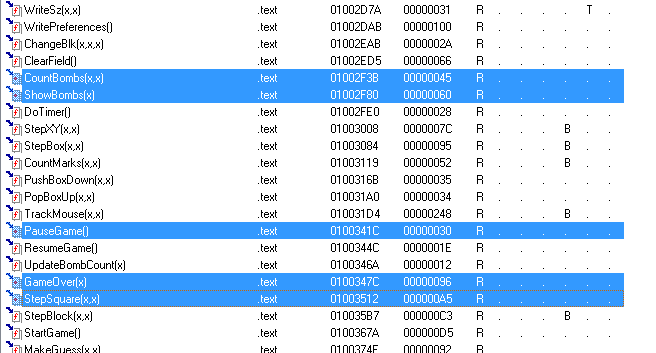 WriteSz(x,x) .text 01002D7A 00000031 R . . . . T .
WritePreferences() .text 01002DAB 00000100 R . . . . . .
ChangeBlk(x,x,x) .text 01002EAB 0000002A R . . . . . .
ClearField() .text 01002ED5 00000066 R . . . . . .
CountBombs(x,x) .text 01002F3B 00000045 R . . . . . .
ShowBombs(x) .text 01002F80 00000060 R . . . . . .
DoTimer() .text 01002FE0 00000028 R . . . . . .
StepXY(x,x) .text 01003008 0000007C R . . . B . .
StepBox(x,x) .text 01003084 00000095 R . . . B . .
CountMarks(x,x) .text 01003119 00000052 R . . . B . .
PushBoxDown(x,x) .text 0100316B 00000035 R . . . . . .
PopBoxUp(x,x) .text 010031A0 00000034 R . . . . . .
TrackMouse(x,x) .text 010031D4 00000248 R . . . B . .
PauseGame() .text 0100341C 00000030 R . . . . . .
ResumeGame() .text 0100344C 0000001E R . . . . . .
UpdateBombCount(x) .text 0100346A 00000012 R . . . . . .
GameOver(x) .text 0100347C 00000096 R . . . . . .
StepSquare(x,x) .text 01003512 000000A5 R . . . . . .
StepBlock(x,x) .text 010035B7 000000C3 R . . . B . .
StartGame() .text 0100367A 000000D5 R . . . . . .
MakeGuess(x,x) .text 0100374F 00000092 R . . . . . .